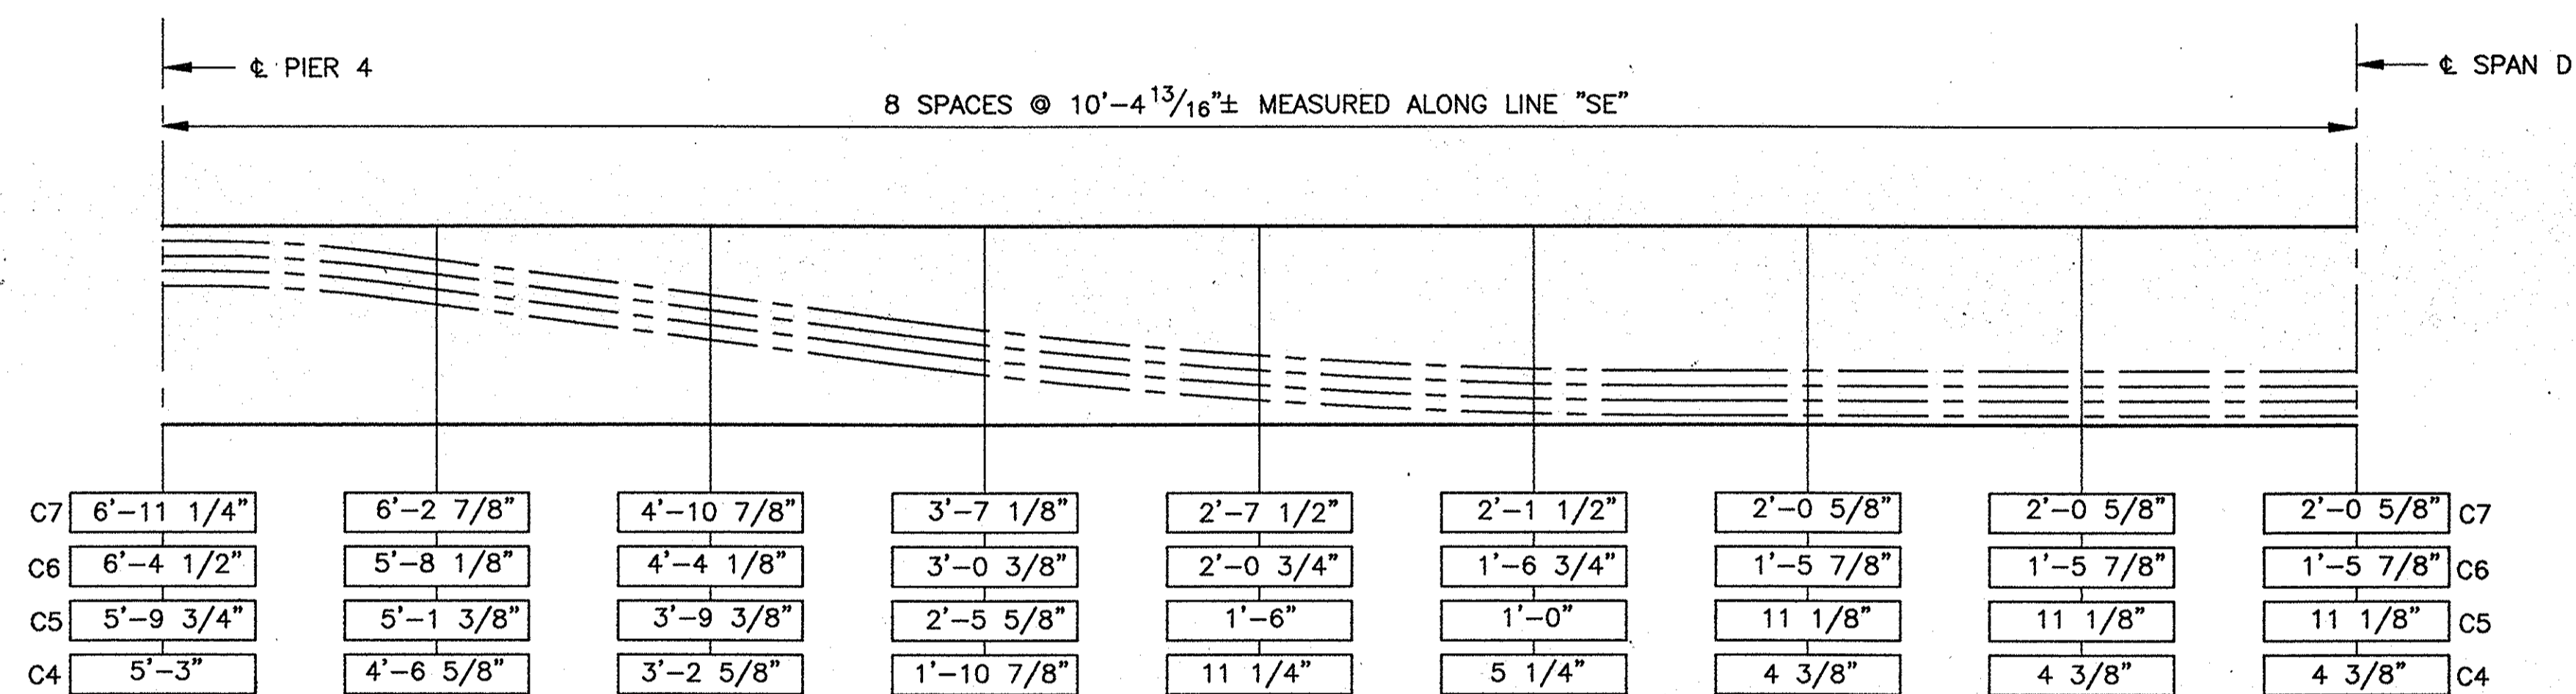 ℄ PIER 4
℄ SPAN D
8 SPACES @ 10'-4 13/16"± MEASURED ALONG LINE "SE"
C7 6'-11 1/4" 6'-2 7/8" 4'-10 7/8" 3'-7 1/8" 2'-7 1/2" 2'-1 1/2" 2'-0 5/8" 2'-0 5/8" 2'-0 5/8" C7
C6 6'-4 1/2" 5'-8 1/8" 4'-4 1/8" 3'-0 3/8" 2'-0 3/4" 1'-6 3/4" 1'-5 7/8" 1'-5 7/8" 1'-5 7/8" C6
C5 5'-9 3/4" 5'-1 3/8" 3'-9 3/8" 2'-5 5/8" 1'-6" 1'-0" 11 1/8" 11 1/8" 11 1/8" C5
C4 5'-3" 4'-6 5/8" 3'-2 5/8" 1'-10 7/8" 11 1/4" 5 1/4" 4 3/8" 4 3/8" 4 3/8" C4